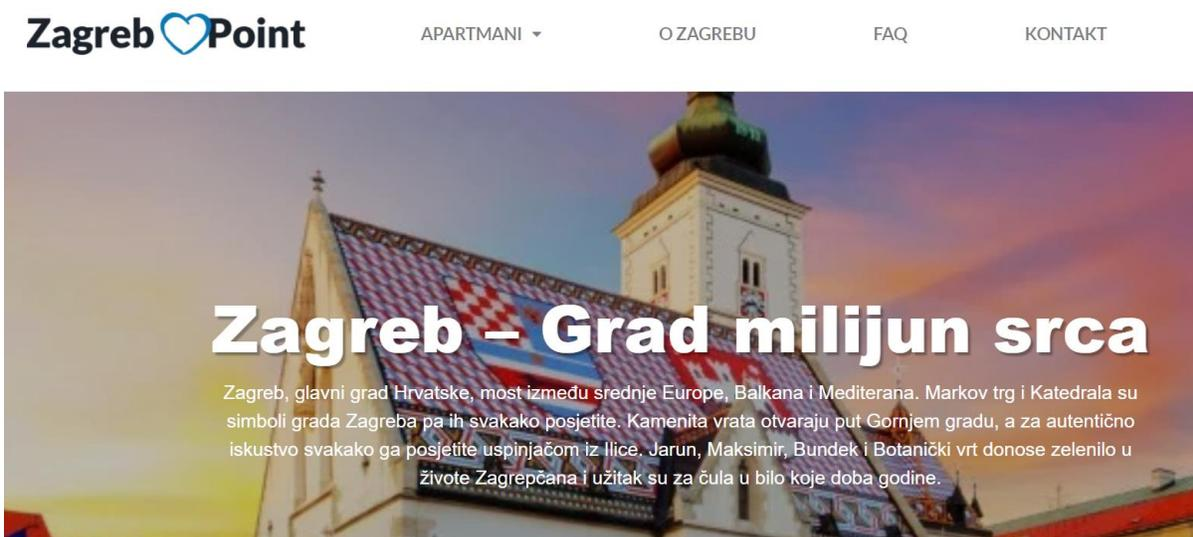 Zagreb Point
APARTMANI
O ZAGREBU
FAQ
KONTAKT
Zagreb – Grad milijun srca
Zagreb, glavni grad Hrvatske, most između srednje Europe, Balkana i Mediterana. Markov trg i Katedrala su
simboli grada Zagreba pa ih svakako posjetite. Kamenita vrata otvaraju put Gornjem gradu, a za autentično
iskustvo svakako ga posjetite uspinjačom iz Ilice. Jarun, Maksimir, Bundek i Botanički vrt donose zelenilo u
živote Zagrepčana i užitak su za čula u bilo koje doba godine.